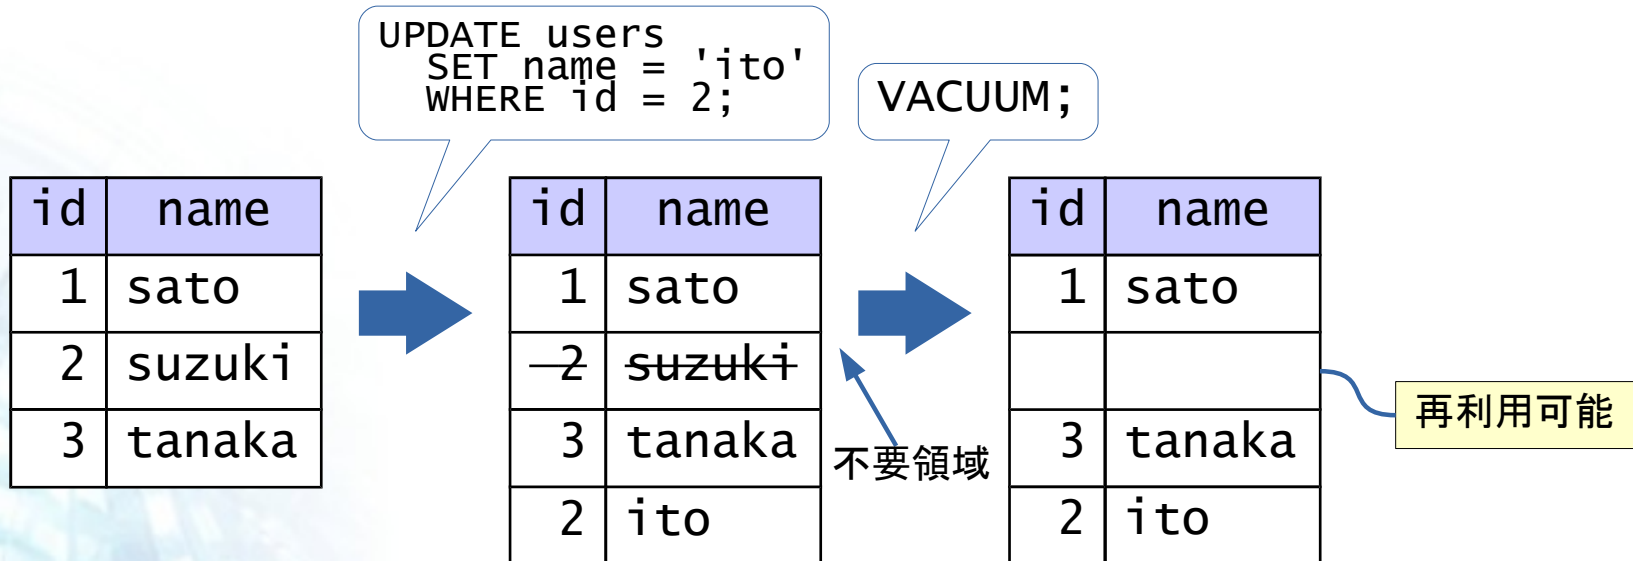 UPDATE users
SET name = 'ito'
WHERE id = 2;
VACUUM;
id name
1 sato
2 suzuki
3 tanaka
id name
1 sato
2 suzuki
3 tanaka
2 ito
不要領域
id name
1 sato
3 tanaka
2 ito
再利用可能